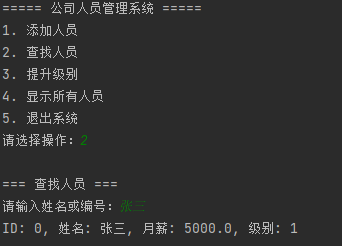 ===== 公司人员管理系统 =====
1. 添加人员
2. 查找人员
3. 提升级别
4. 显示所有人员
5. 退出系统
请选择操作：2
=== 查找人员 ===
请输入姓名或编号：张三
ID: 0, 姓名: 张三, 月薪: 5000.0, 级别: 1